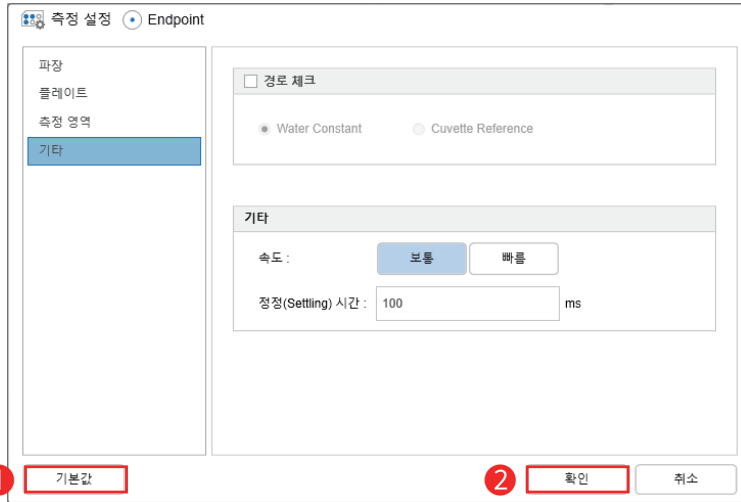 측정 설정 Endpoint
파장
플레이트
측정 영역
기타
경로 체크
Water Constant Cuvette Reference
기타
속도 : 보통 빠름
정정(Settling) 시간 : 100 ms
1 기본값 2 확인 취소